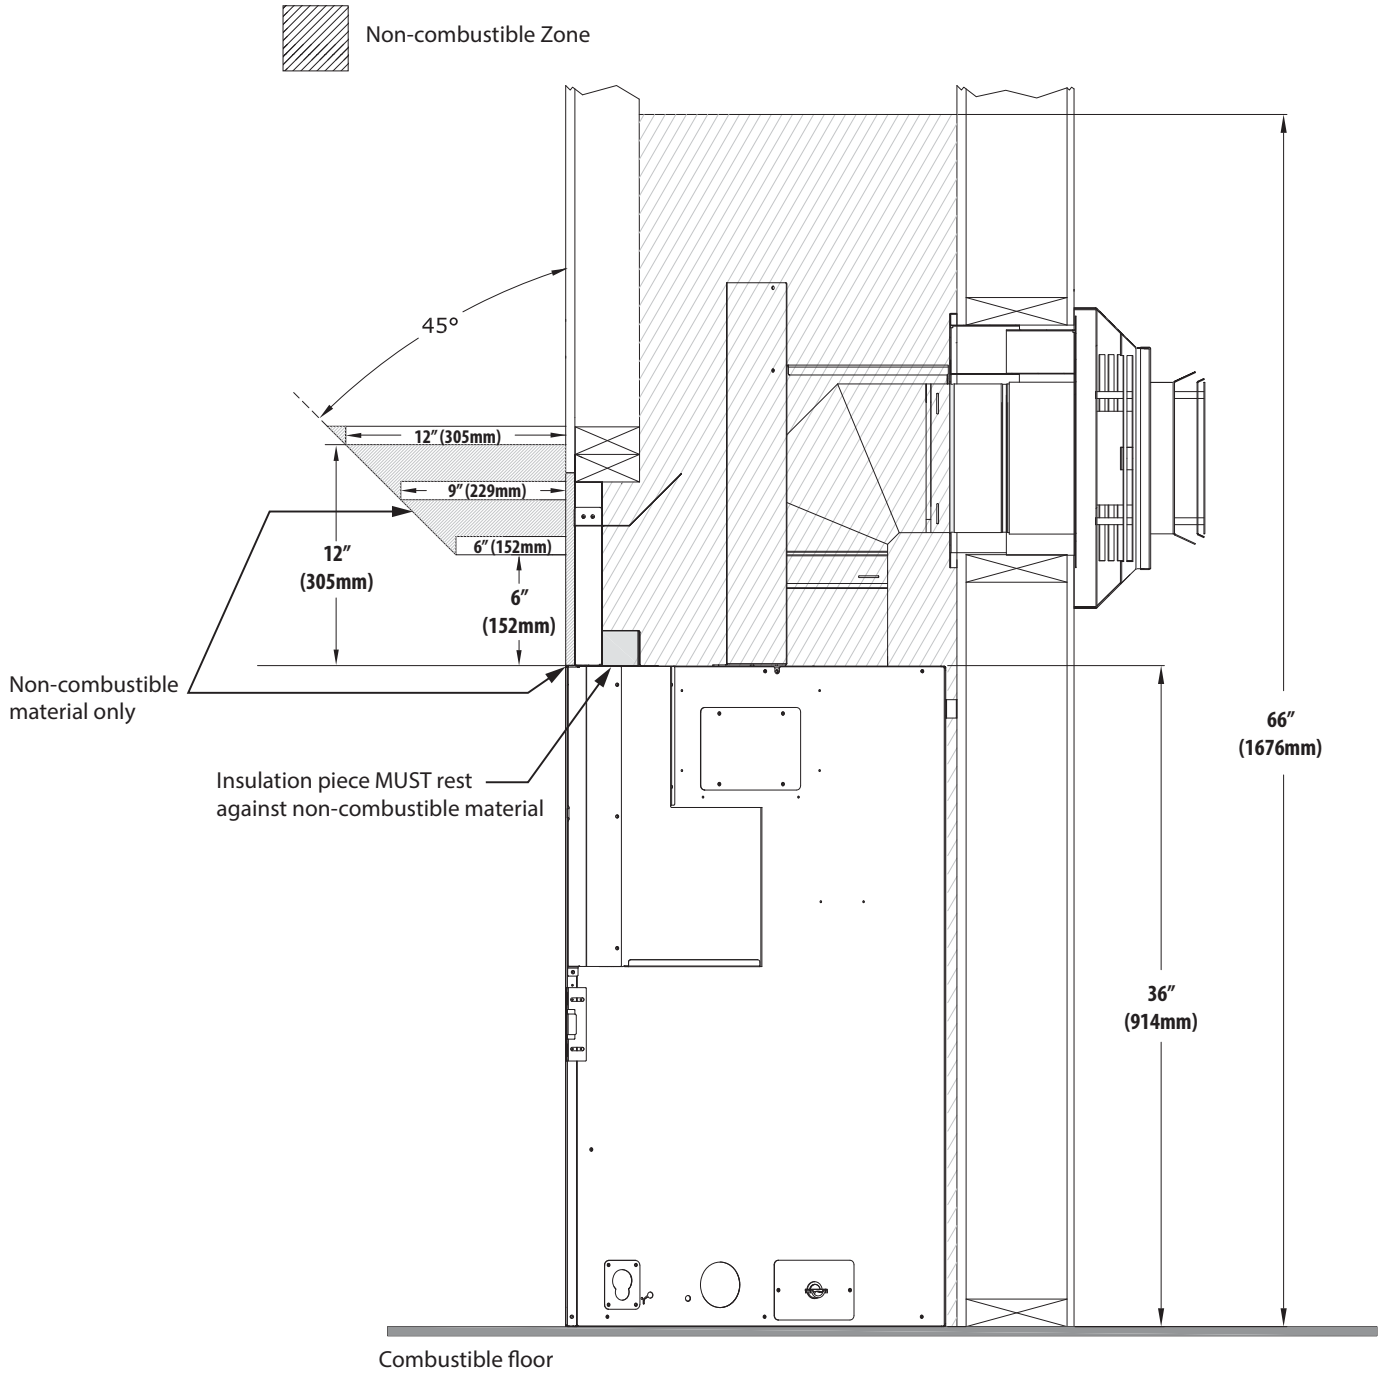 Non-combustible Zone
45°
12” (305mm)
9” (229mm)
6” (152mm)
12”
(305mm)
6”
(152mm)
Non-combustible
material only
66”
(1676mm)
Insulation piece MUST rest
against non-combustible material
36”
(914mm)
Combustible floor